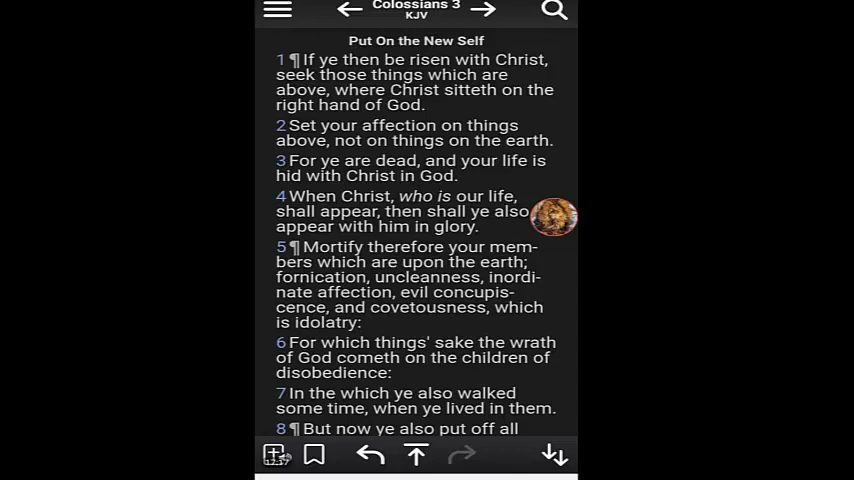 Colossians 3
KJV
Put On the New Self
1 ¶ If ye then be risen with Christ,
seek those things which are
above, where Christ sitteth on the
right hand of God.
2 Set your affection on things
above, not on things on the earth.
3 For ye are dead, and your life is
hid with Christ in God.
4 When Christ, who is our life,
shall appear, then shall ye also
appear with him in glory.
5 ¶ Mortify therefore your mem-
bers which are upon the earth;
fornication, uncleanness, inordi-
nate affection, evil concupis-
cence, and covetousness, which
is idolatry:
6 For which things' sake the wrath
of God cometh on the children of
disobedience:
7 In the which ye also walked
some time, when ye lived in them.
8 ¶ But now ye also put off all